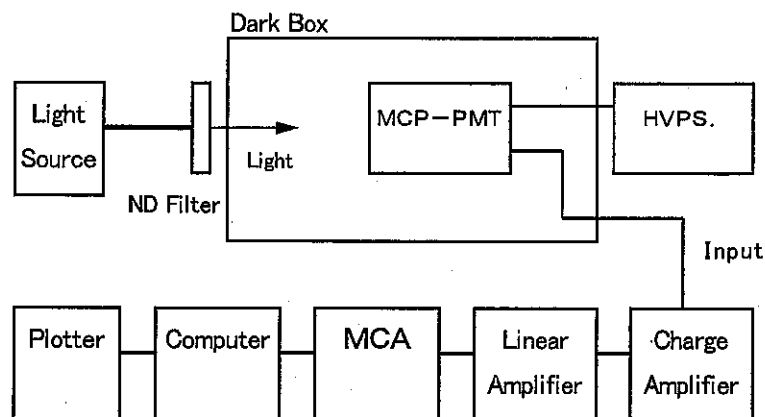 Dark Box
Light
Source
ND Filter
Light
MCP-PMT
HVPS.
Input
Plotter
Computer
MCA
Linear
Amplifier
Charge
Amplifier